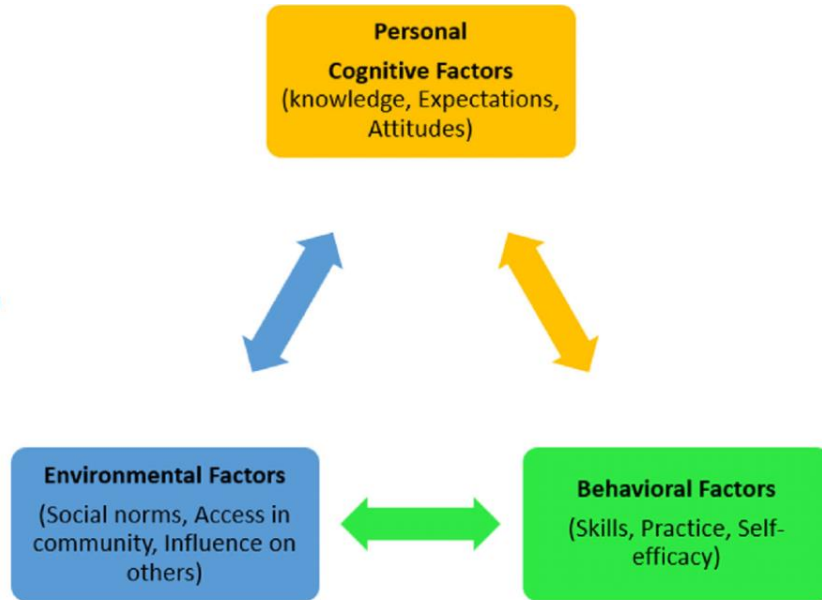 Personal
Cognitive Factors
(knowledge, Expectations,
Attitudes)
Environmental Factors
(Social norms, Access in
community, Influence on
others)
Behavioral Factors
(Skills, Practice, Self-
efficacy)